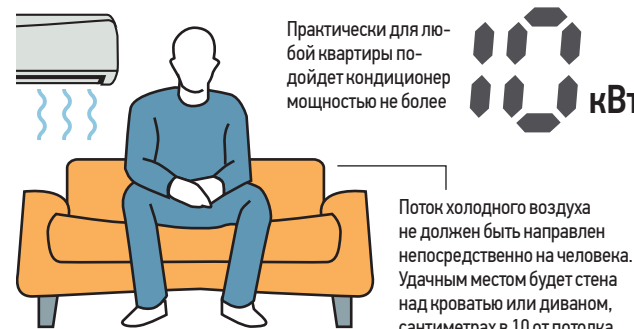 Практически для лю-
бой квартиры по-
дойдет кондиционер
мощностью не более
10 кВт
Поток холодного воздуха
не должен быть направлен
непосредственно на человека.
Удачным местом будет стена
над кроватью или диваном,
сантиметрах в 10 от потолка